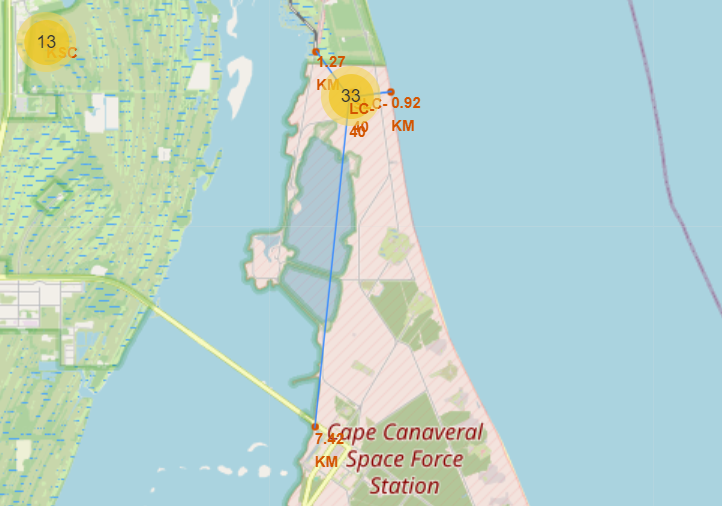 13
KSC
1.27
KM
33
LC-
40
C-
40
0.92
KM
7.42
KM
Cape Canaveral
Space Force
Station